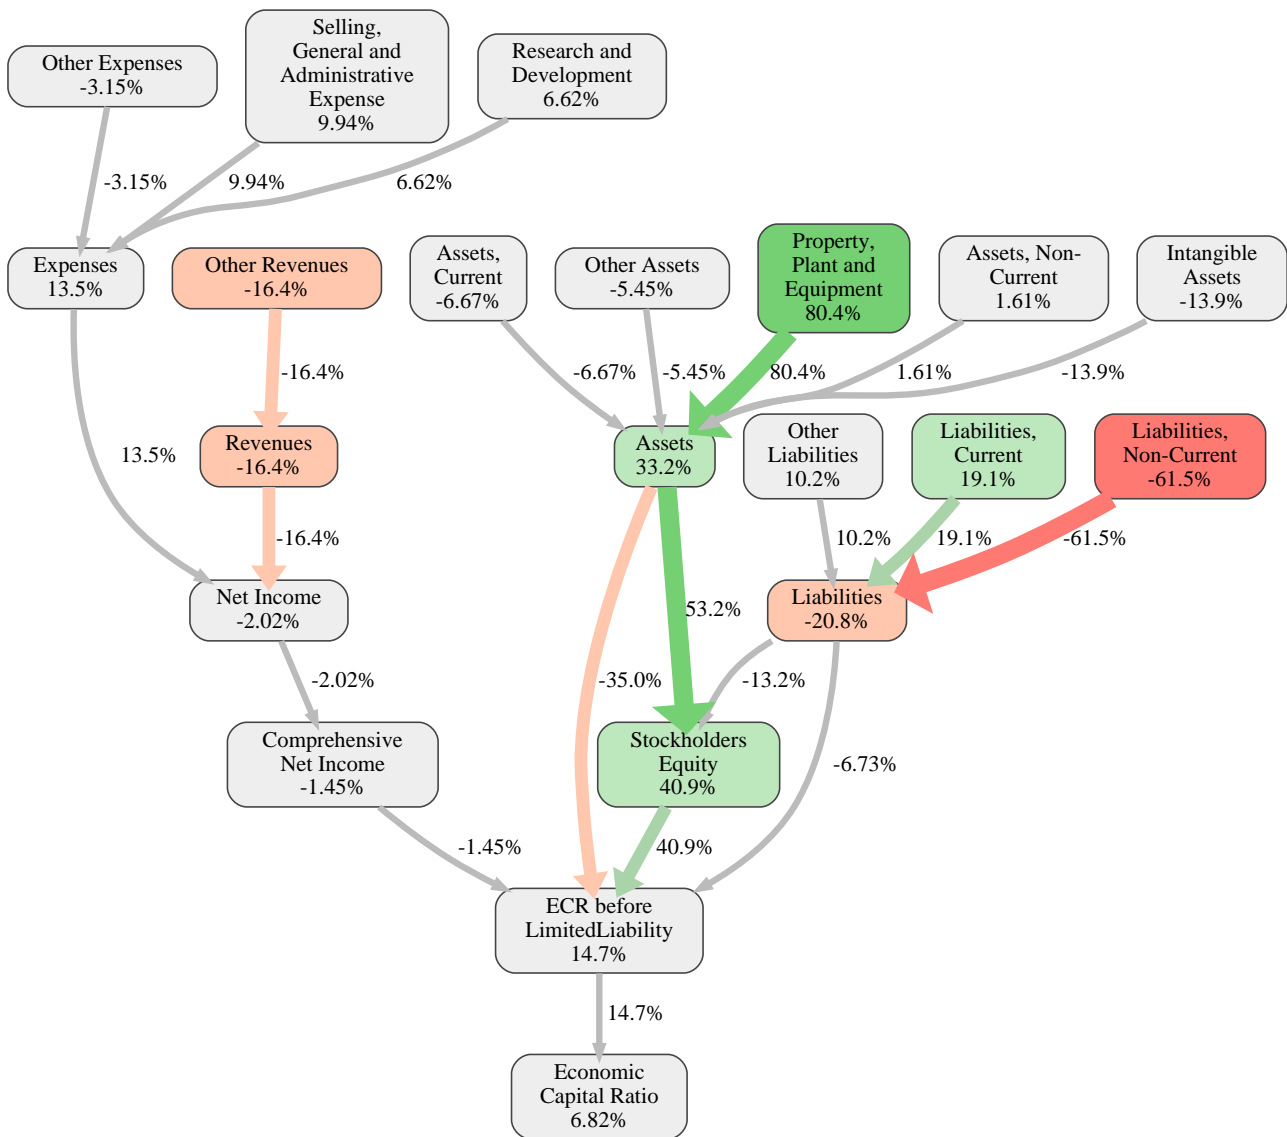 Other Expenses
-3.15%
Selling,
General and
Administrative
Expense
9.94%
Research and
Development
6.62%
-3.15%
9.94%
6.62%
Expenses
13.5%
Other Revenues
-16.4%
Assets,
Current
-6.67%
Other Assets
-5.45%
Property,
Plant and
Equipment
80.4%
Assets, Non-
Current
1.61%
Intangible
Assets
-13.9%
-16.4%
-6.67%
-5.45%
80.4%
1.61%
-13.9%
Revenues
-16.4%
Assets
33.2%
Other
Liabilities
10.2%
Liabilities,
Current
19.1%
Liabilities,
Non-Current
-61.5%
13.5%
-16.4%
10.2%
19.1%
-61.5%
Net Income
-2.02%
53.2%
Liabilities
-20.8%
-2.02%
-35.0%
-13.2%
Comprehensive
Net Income
-1.45%
Stockholders
Equity
40.9%
-6.73%
-1.45%
40.9%
ECR before
LimitedLiability
14.7%
14.7%
Economic
Capital Ratio
6.82%